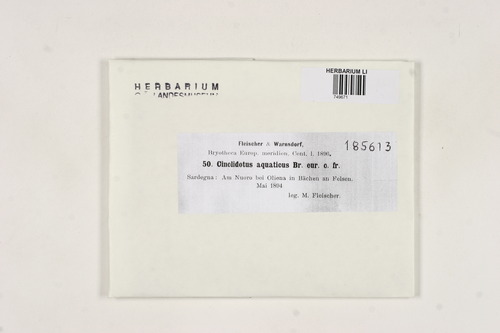 HERBARIUM LI
749671
HERBARIUM
LANDESMUSEUM
Fleischer & Warnstorf,
Bryotheca Europ. meridion. Cent. I. 1896.
185613
50. Cinclidotus aquaticus Br. eur. c. fr.
Sardegna: Am Nuoro bei Oliena in Bächen an Felsen.
Mai 1894
leg. M. Fleischer.